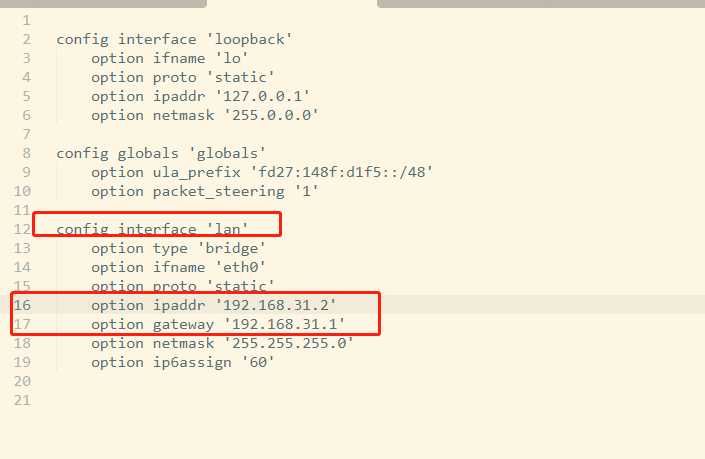 1
2 config interface 'loopback'
3     option ifname 'lo'
4     option proto 'static'
5     option ipaddr '127.0.0.1'
6     option netmask '255.0.0.0'
7
8 config globals 'globals'
9     option ula_prefix 'fd27:148f:d1f5::/48'
10     option packet_steering '1'
11
12 config interface 'lan'
13     option type 'bridge'
14     option ifname 'eth0'
15     option proto 'static'
16     option ipaddr '192.168.31.2'
17     option gateway '192.168.31.1'
18     option netmask '255.255.255.0'
19     option ip6assign '60'
20
21